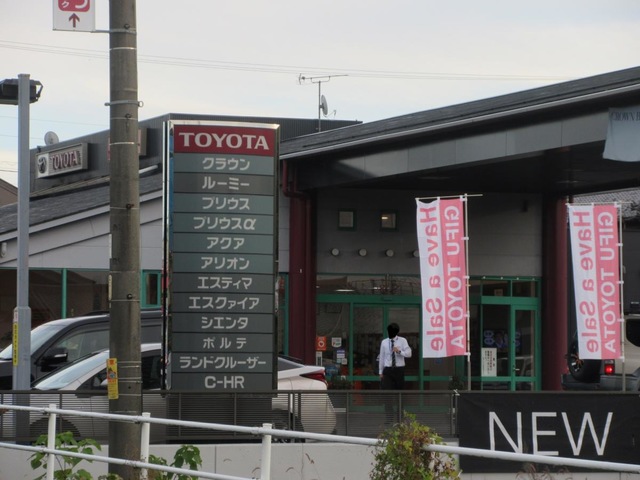 TOYOTA
TOYOTA
クラウン
ルーミー
プリウス
プリウスα
アクア
アリオン
エスティマ
エスクァイア
シエンタ
ポルテ
ランドクルーザー
C-HR
GIFU TOYOTA
Have a Sale
GIFU TOYOTA
Have a Sale
CROWN
NEW